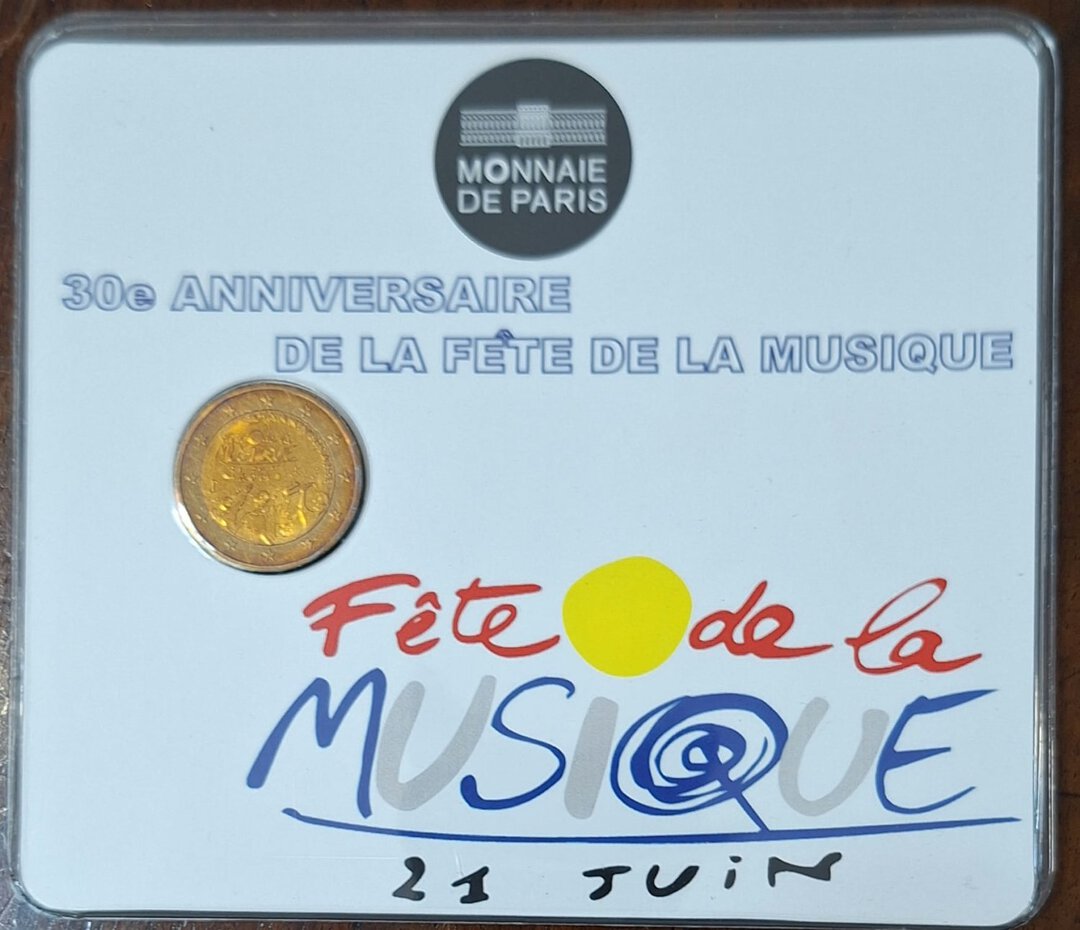 MONNAIE
DE PARIS
30e ANNIVERSAIRE
DE LA FÊTE DE LA MUSIQUE
Fête de la
MUSIQUE
21 JUiN